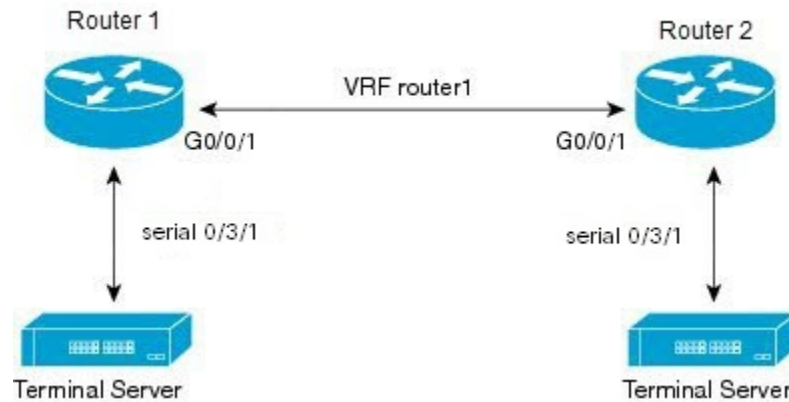 Router 1
Router 2
VRF router1
G0/0/1
G0/0/1
serial 0/3/1
serial 0/3/1
Terminal Server
Terminal Server